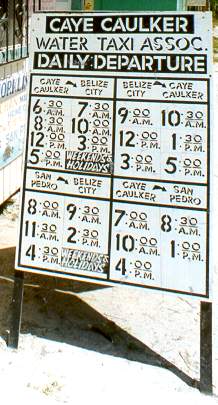 CAYE CAULKER
WATER TAXI ASSOC.
DAILY:DEPARTURE
CAYE CAULKER BELIZE CITY
6:30 A.M. 7:30 A.M.
8:30 A.M. 10:00 A.M.
12:00 P.M. 3:00 P.M.
5:00 P.M. WEEKENDS & HOLIDAYS
BELIZE CITY CAYE CAULKER
9:00 A.M. 10:30 A.M.
12:00 P.M. 1:30 P.M.
3:00 P.M. 5:00 P.M.
SAN PEDRO BELIZE CITY
8:00 A.M. 9:30 A.M.
11:30 A.M. 2:30 P.M.
4:30 P.M. WEEKENDS & HOLIDAYS
CAYE CAULKER SAN PEDRO
7:00 A.M. 8:30 A.M.
10:00 A.M. 1:00 P.M.
4:00 P.M.